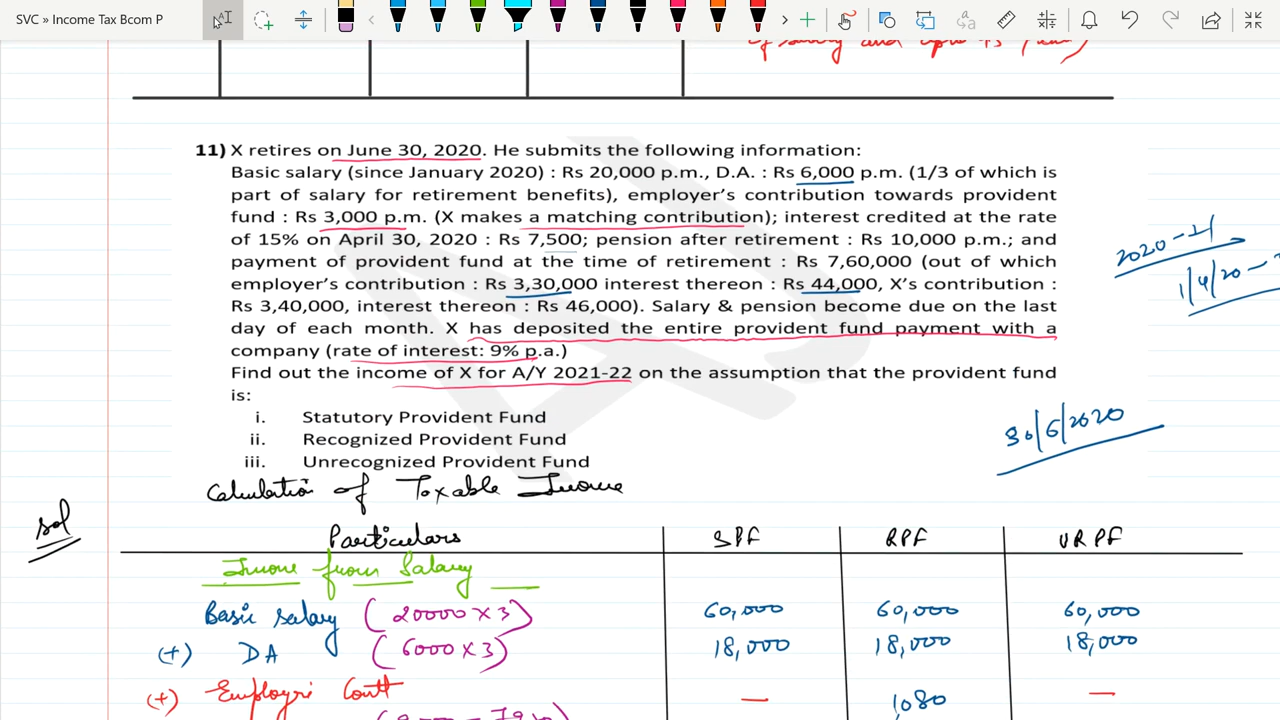 SVC » Income Tax Bcom P
of salary and upto
11) X retires on June 30, 2020. He submits the following information:
Basic salary (since January 2020) : Rs 20,000 p.m., D.A. : Rs 6,000 p.m. (1/3 of which is
part of salary for retirement benefits), employer's contribution towards provident
fund : Rs 3,000 p.m. (X makes a matching contribution); interest credited at the rate
of 15% on April 30, 2020 : Rs 7,500; pension after retirement : Rs 10,000 p.m.; and
payment of provident fund at the time of retirement : Rs 7,60,000 (out of which
employer's contribution : Rs 3,30,000 interest thereon : Rs 44,000, X's contribution :
Rs 3,40,000, interest thereon : Rs 46,000). Salary & pension become due on the last
day of each month. X has deposited the entire provident fund payment with a
company (rate of interest: 9% p.a.)
Find out the income of X for A/Y 2021-22 on the assumption that the provident fund
is:
i. Statutory Provident Fund
ii. Recognized Provident Fund
iii. Unrecognized Provident Fund
2020-21
1/4/20 -
30/6/2020
Calculation of Taxable Income
Sol
Particulars SPF RPF URPF
Income from Salary
Basic salary (20000 X 3) 60,000 60,000 60,000
(+) DA (6000 X 3) 18,000 18,000 18,000
(+) Employer Contt — 1080 —